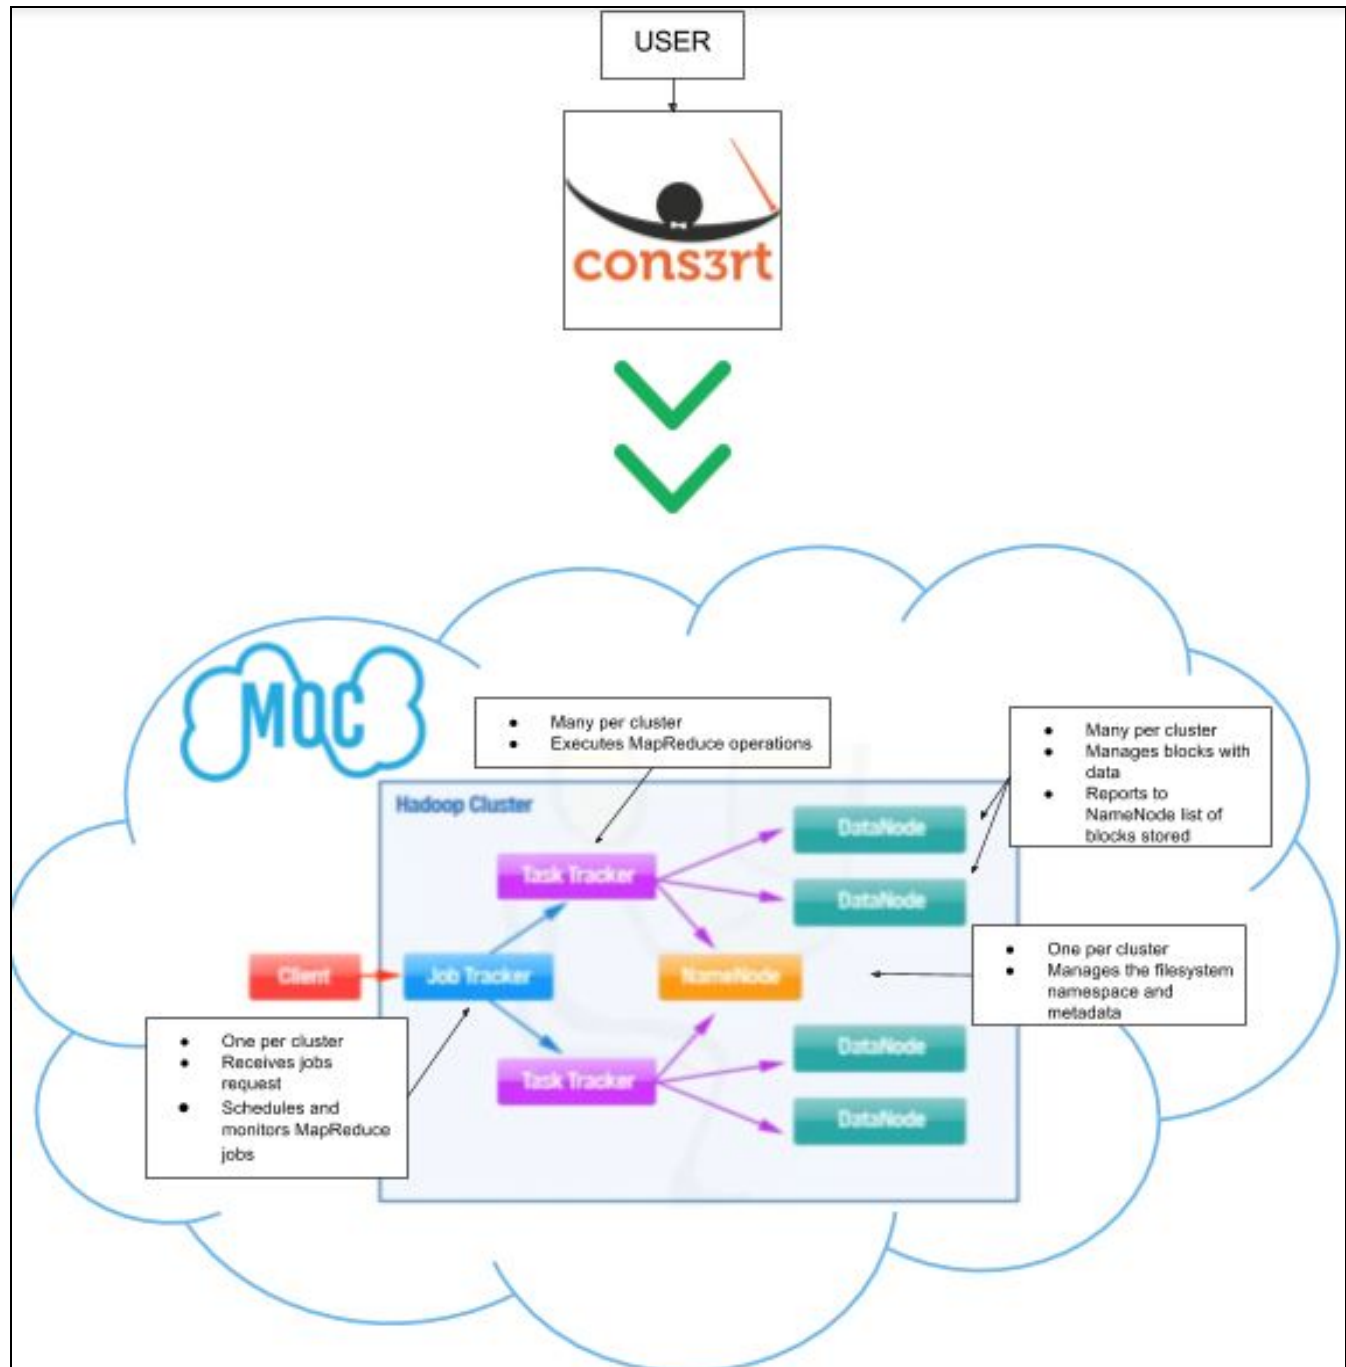 USER
cons3rt
MOC
• Many per cluster
• Executes MapReduce operations
• Many per cluster
• Manages blocks with
data
• Reports to
NameNode list of
blocks stored
Hadoop Cluster
DataNode
Task Tracker
DataNode
• One per cluster
• Manages the filesystem
namespace and
metadata
Client
Job Tracker
NameNode
• One per cluster
• Receives jobs
request
• Schedules and
monitors MapReduce
jobs
DataNode
Task Tracker
DataNode